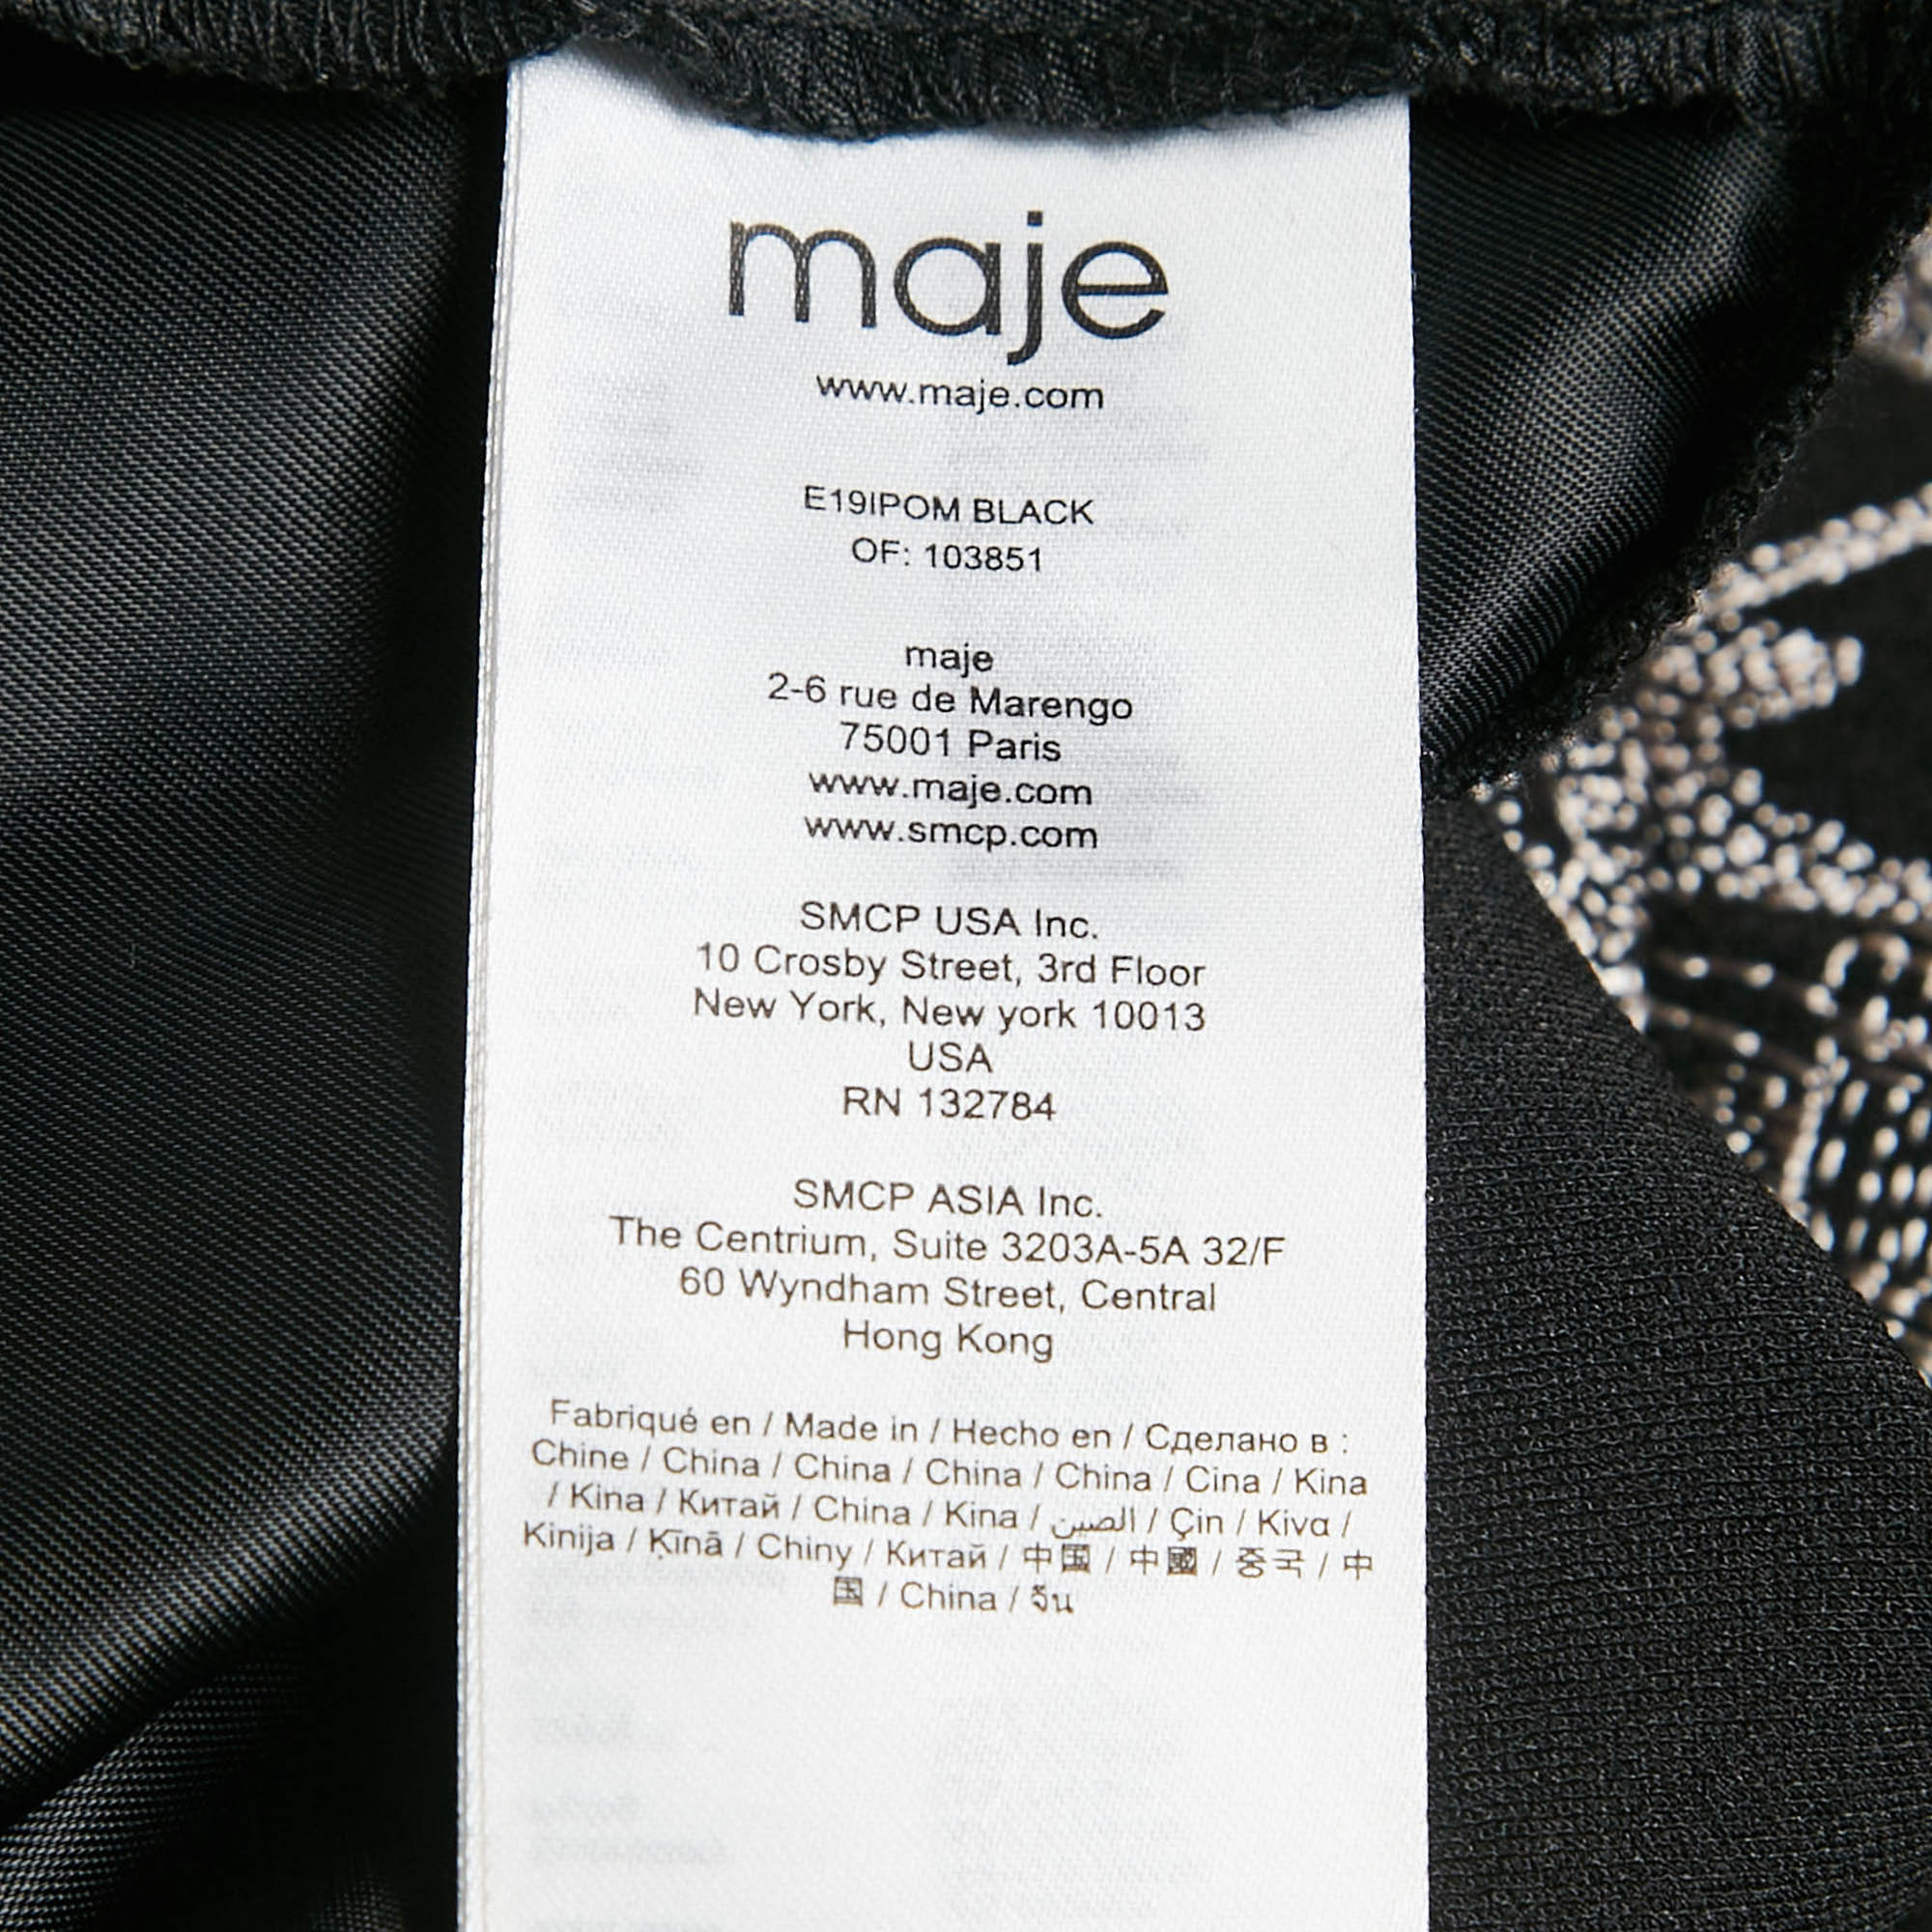 maje
www.maje.com
E19IPOM BLACK
OF: 103851
maje
2-6 rue de Marengo
75001 Paris
www.maje.com
www.smcp.com
SMCP USA Inc.
10 Crosby Street, 3rd Floor
New York, New york 10013
USA
RN 132784
SMCP ASIA Inc.
The Centrium, Suite 3203A-5A 32/F
60 Wyndham Street, Central
Hong Kong
Fabriqué en / Made in / Hecho en / Сделано в :
Chine / China / China / China / China / Cina / Kina
/ Kina / Китай / China / Kina / الصين / Çin / Kίνα /
Kinija / Ķīnā / Chiny / Китай / 中国 / 中國 / 중국 / 中
国 / China / จีน